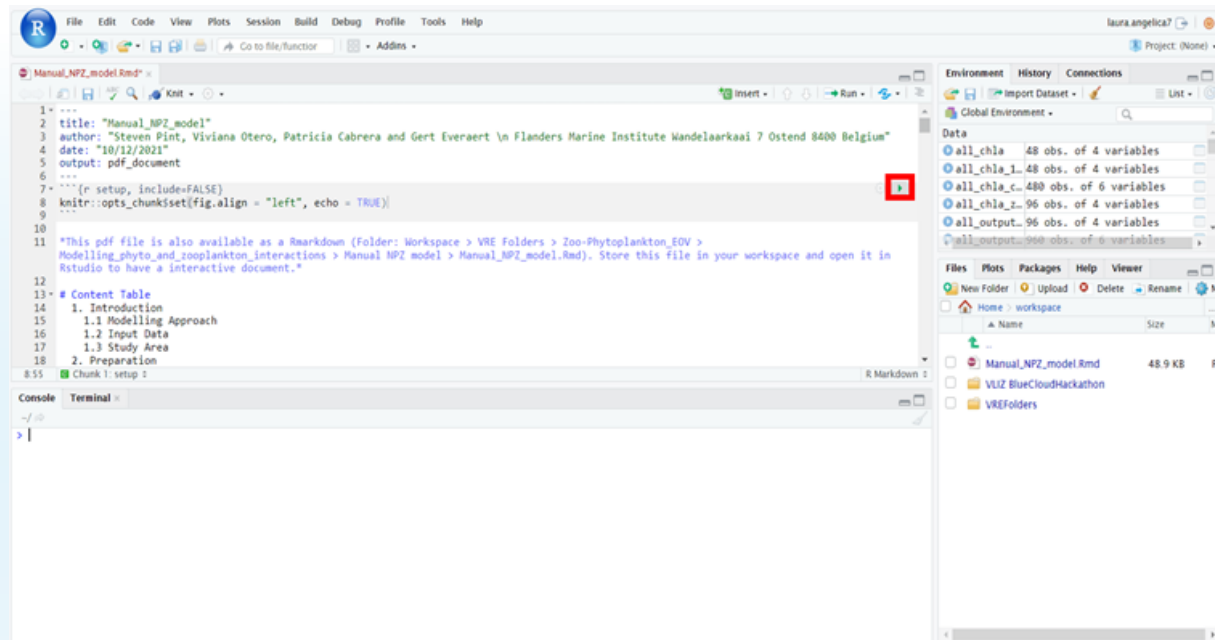 R
File Edit Code View Plots Session Build Debug Profile Tools Help
laura.angelica7
Go to file/functior
Addins
Project: (None)
Manual_NPZ_model.Rmd*
Knit
Insert
Run
1 ---
2 title: "Manual_NPZ_model"
3 author: "Steven Pint, Viviana Otero, Patricia Cabrera and Gert Everaert \n Flanders Marine Institute Wandelaarkaai 7 Ostend 8400 Belgium"
4 date: "10/12/2021"
5 output: pdf_document
6 ---
7 ```{r setup, include=FALSE}
8 knitr::opts_chunk$set(fig.align = "left", echo = TRUE)
9 ```
10
11 *This pdf file is also available as a Rmarkdown (Folder: Workspace > VRE Folders > Zoo-Phytoplankton_EOV >
Modelling_phyto_and_zooplankton_interactions > Manual NPZ model > Manual_NPZ_model.Rmd). Store this file in your workspace and open it in
Rstudio to have a interactive document.*
12
13 # Content Table
14 1. Introduction
15 1.1 Modelling Approach
16 1.2 Input Data
17 1.3 Study Area
18 2. Preparation
8:55 Chunk 1: setup
R Markdown
Console Terminal
~/
>
Environment History Connections
Import Dataset
List
Global Environment
Data
all_chla 48 obs. of 4 variables
all_chla_1… 48 obs. of 4 variables
all_chla_c… 480 obs. of 6 variables
all_chla_z… 96 obs. of 4 variables
all_output… 96 obs. of 4 variables
all_output… 960 obs. of 6 variables
Files Plots Packages Help Viewer
New Folder Upload Delete Rename
Home > workspace
Name Size
..
Manual_NPZ_model.Rmd 48.9 KB
VLIZ BlueCloudHackathon
VREFolders